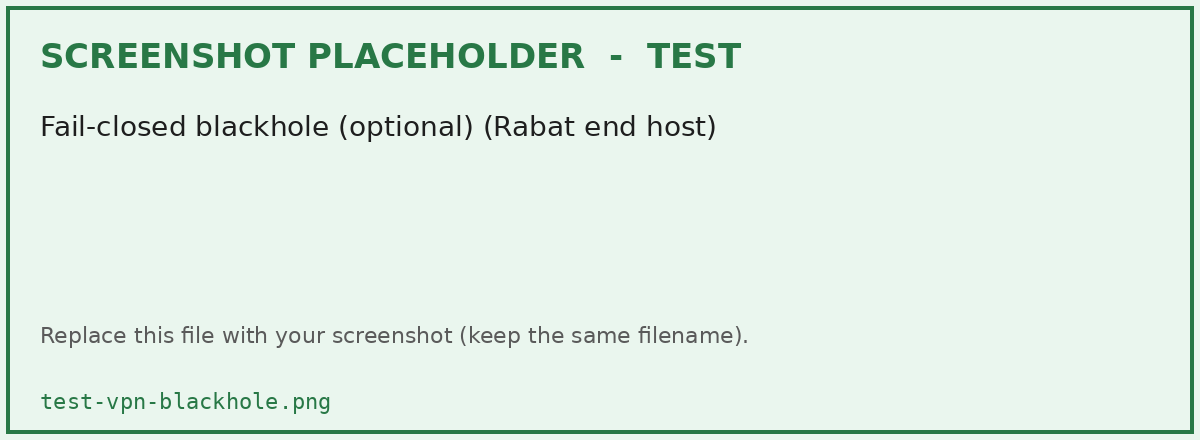 SCREENSHOT PLACEHOLDER - TEST
Fail-closed blackhole (optional) (Rabat end host)
Replace this file with your screenshot (keep the same filename).
test-vpn-blackhole.png